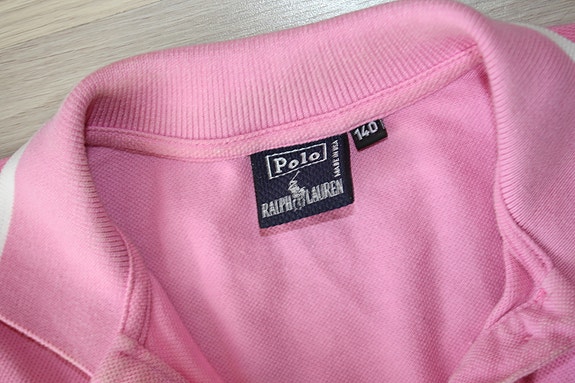 Polo
RALPH LAUREN
MADE IN USA
140